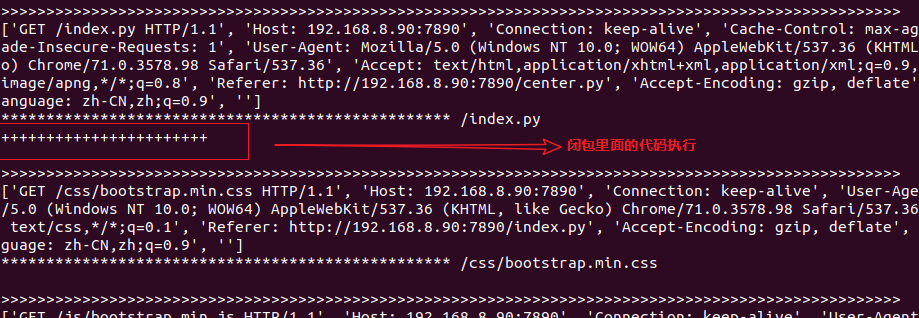 >>>>>>>>>>>>>>>>>>>>>>>>>>>>>>>>>>>>>>>>>>>>>>>>>>>>>>>>>>>>>>>>>>>>>>>>>>>>>>>>>>>>>>>>>>>>>>>>>>>>
['GET /index.py HTTP/1.1', 'Host: 192.168.8.90:7890', 'Connection: keep-alive', 'Cache-Control: max-ag
ade-Insecure-Requests: 1', 'User-Agent: Mozilla/5.0 (Windows NT 10.0; WOW64) AppleWebKit/537.36 (KHTML
o) Chrome/71.0.3578.98 Safari/537.36', 'Accept: text/html,application/xhtml+xml,application/xml;q=0.9,
image/apng,*/*;q=0.8', 'Referer: http://192.168.8.90:7890/center.py', 'Accept-Encoding: gzip, deflate'
anguage: zh-CN,zh;q=0.9', '']
************************************************** /index.py
+++++++++++++++++++++++
闭包里面的代码执行
>>>>>>>>>>>>>>>>>>>>>>>>>>>>>>>>>>>>>>>>>>>>>>>>>>>>>>>>>>>>>>>>>>>>>>>>>>>>>>>>>>>>>>>>>>>>>>>>>>>>
['GET /css/bootstrap.min.css HTTP/1.1', 'Host: 192.168.8.90:7890', 'Connection: keep-alive', 'User-Age
/5.0 (Windows NT 10.0; WOW64) AppleWebKit/537.36 (KHTML, like Gecko) Chrome/71.0.3578.98 Safari/537.36
text/css,*/*;q=0.1', 'Referer: http://192.168.8.90:7890/index.py', 'Accept-Encoding: gzip, deflate',
guage: zh-CN,zh;q=0.9', '']
************************************************** /css/bootstrap.min.css
>>>>>>>>>>>>>>>>>>>>>>>>>>>>>>>>>>>>>>>>>>>>>>>>>>>>>>>>>>>>>>>>>>>>>>>>>>>>>>>>>>>>>>>>>>>>>>>>>>>>
['GET /js/bootstrap.min.js HTTP/1.1', 'Host: 192.168.8.90:7890', 'Connection: keep-alive', 'User-Agent